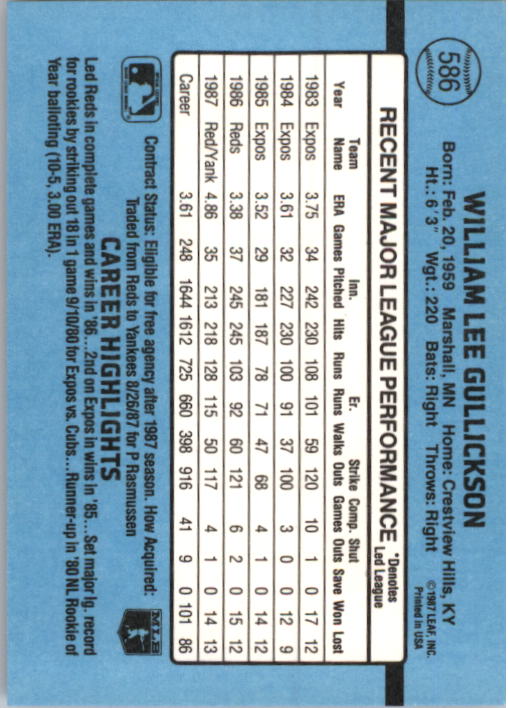 586
WILLIAM LEE GULLICKSON
Born: Feb. 20, 1959 Marshall, MN Home: Crestview Hills, KY
Ht.: 6' 3" Wgt.: 220 Bats: Right Throws: Right
©1987 LEAF, INC.
Printed in USA
RECENT MAJOR LEAGUE PERFORMANCE *Denotes Led League
Year Team Name ERA Games Inn. Pitched Hits Runs Er. Runs Walks Strike Outs Comp. Games Shut Outs Save Won Lost
1983 Expos 3.75 34 242 230 108 101 59 120 10 1 0 17 12
1984 Expos 3.61 32 227 230 100 91 37 100 3 0 0 12 9
1985 Expos 3.52 29 181 187 78 71 47 68 4 1 0 14 12
1986 Reds 3.38 37 245 245 103 92 60 121 6 2 0 15 12
1987 Red/Yank 4.86 35 213 218 128 115 50 117 4 1 0 14 13
Career 3.61 248 1644 1612 725 660 398 916 41 9 0 101 86
Contract Status: Eligible for free agency after 1987 season. How Acquired:
Traded from Reds to Yankees 8/26/87 for P Rasmussen
MLB
CAREER HIGHLIGHTS
Led Reds in complete games and wins in '86...2nd on Expos in wins in '85...Set major lg. record
for rookies by striking out 18 in 1 game 9/10/80 for Expos vs. Cubs...Runner-up in '80 NL Rookie of
Year balloting (10-5, 3.00 ERA).